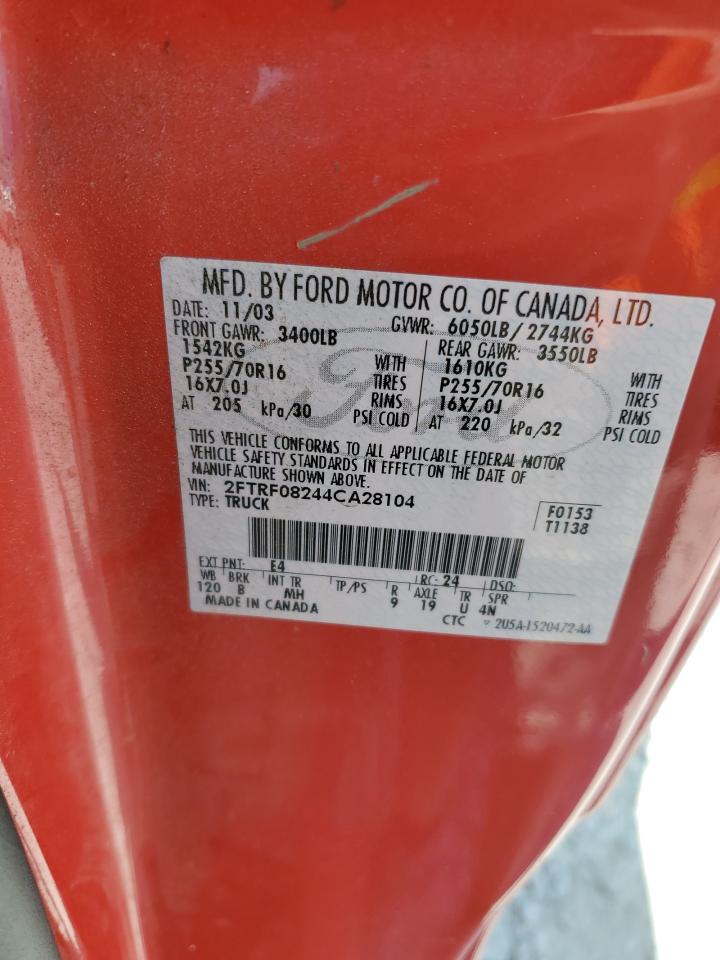 MFD. BY FORD MOTOR CO. OF CANADA, LTD.
DATE: 11/03 GVWR: 6050LB/2744KG
FRONT GAWR: 3400LB REAR GAWR: 3550LB
1542KG WITH 1610KG WITH
P255/70R16 TIRES P255/70R16 TIRES
16X7.0J RIMS 16X7.0J RIMS
AT 205 kPa/30 PSI COLD AT 220 kPa/32 PSI COLD
Ford
THIS VEHICLE CONFORMS TO ALL APPLICABLE FEDERAL MOTOR
VEHICLE SAFETY STANDARDS IN EFFECT ON THE DATE OF
MANUFACTURE SHOWN ABOVE.
VIN: 2FTRF08244CA28104
TYPE: TRUCK
F0153
T1138
EXT PNT: E4 RC: 24 DSO:
WB BRK INT TR TP/PS R AXLE TR SPR
120 B MH 9 19 U 4N
MADE IN CANADA CTC 2U5A-1520472-AA